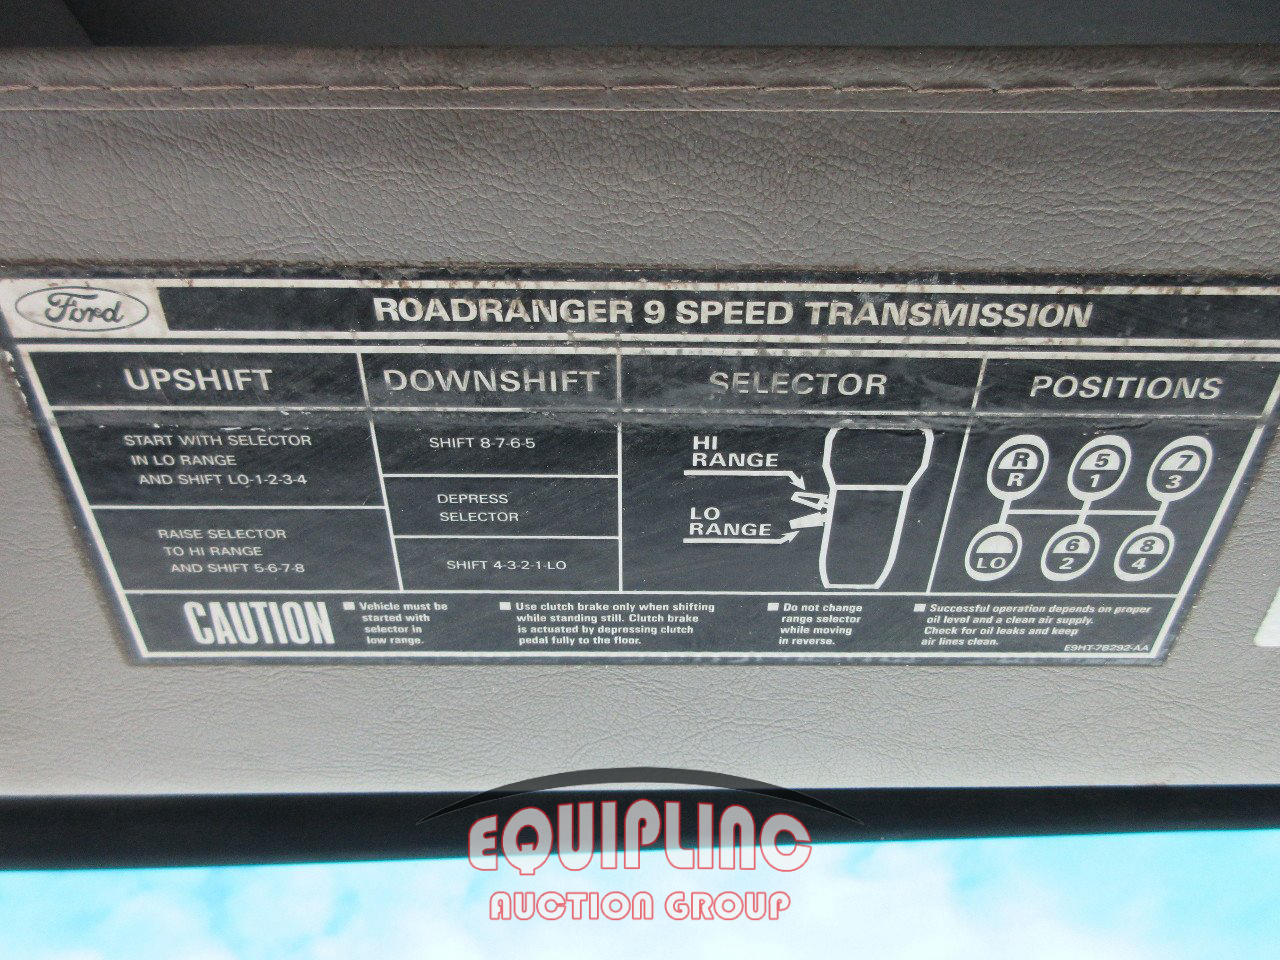 Ford
ROADRANGER 9 SPEED TRANSMISSION
UPSHIFT
START WITH SELECTOR
IN LO RANGE
AND SHIFT LO-1-2-3-4
RAISE SELECTOR
TO HI RANGE
AND SHIFT 5-6-7-8
DOWNSHIFT
SHIFT 8-7-6-5
DEPRESS
SELECTOR
SHIFT 4-3-2-1-LO
SELECTOR
HI
RANGE
LO
RANGE
POSITIONS
R 5 7
R 1 3
6 8
LO 2 4
CAUTION
Vehicle must be
started with
selector in
low range.
Use clutch brake only when shifting
while standing still. Clutch brake
is actuated by depressing clutch
pedal fully to the floor.
Do not change
range selector
while moving
in reverse.
Successful operation depends on proper
oil level and a clean air supply.
Check for oil leaks and keep
air lines clean.
E9HT-7B292-AA
EQUIPLINC
AUCTION GROUP